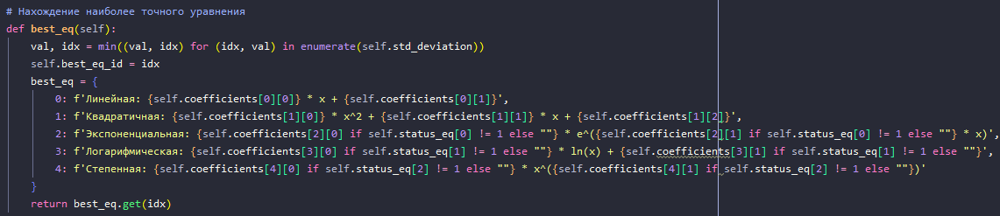 # Нахождение наиболее точного уравнения
def best_eq(self):
    val, idx = min((val, idx) for (idx, val) in enumerate(self.std_deviation))
    self.best_eq_id = idx
    best_eq = {
        0: f'Линейная: {self.coefficients[0][0]} * x + {self.coefficients[0][1]}',
        1: f'Квадратичная: {self.coefficients[1][0]} * x^2 + {self.coefficients[1][1]} * x + {self.coefficients[1][2]}',
        2: f'Экспоненциальная: {self.coefficients[2][0] if self.status_eq[0] != 1 else ""} * e^({self.coefficients[2][1] if self.status_eq[0] != 1 else ""} * x)',
        3: f'Логарифмическая: {self.coefficients[3][0] if self.status_eq[1] != 1 else ""} * ln(x) + {self.coefficients[3][1] if self.status_eq[1] != 1 else ""}',
        4: f'Степенная: {self.coefficients[4][0] if self.status_eq[2] != 1 else ""} * x^({self.coefficients[4][1] if self.status_eq[2] != 1 else ""})'
    }
    return best_eq.get(idx)